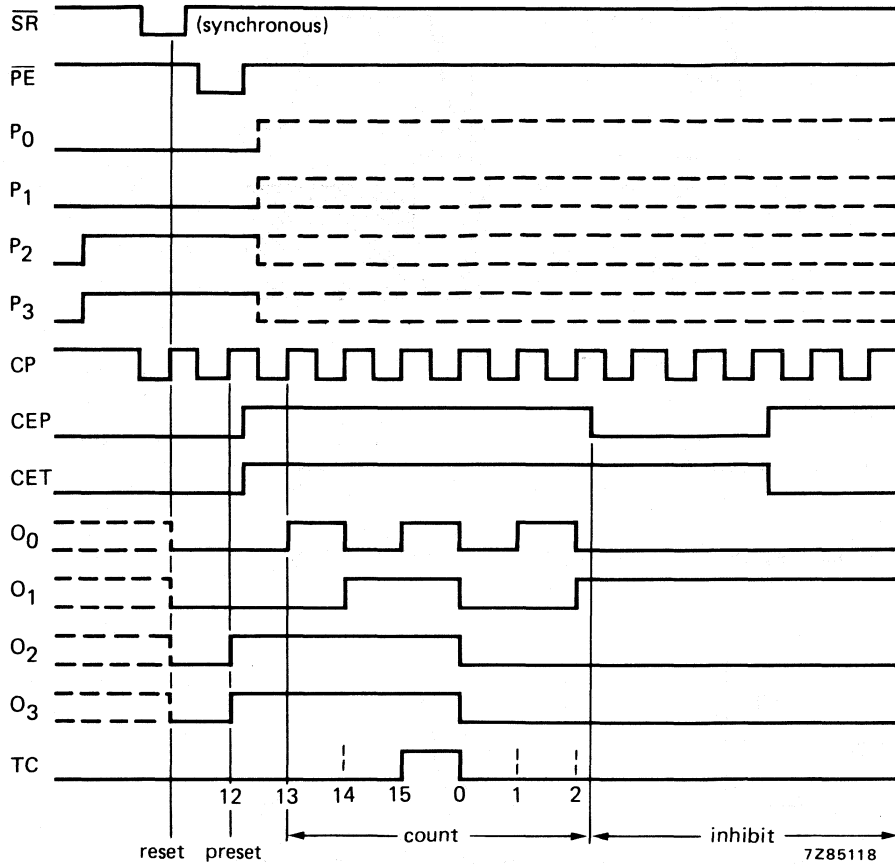 SR (synchronous)
PE
P0
P1
P2
P3
CP
CEP
CET
O0
O1
O2
O3
TC
12 13 14 15 0 1 2
count inhibit
reset preset 7Z85118